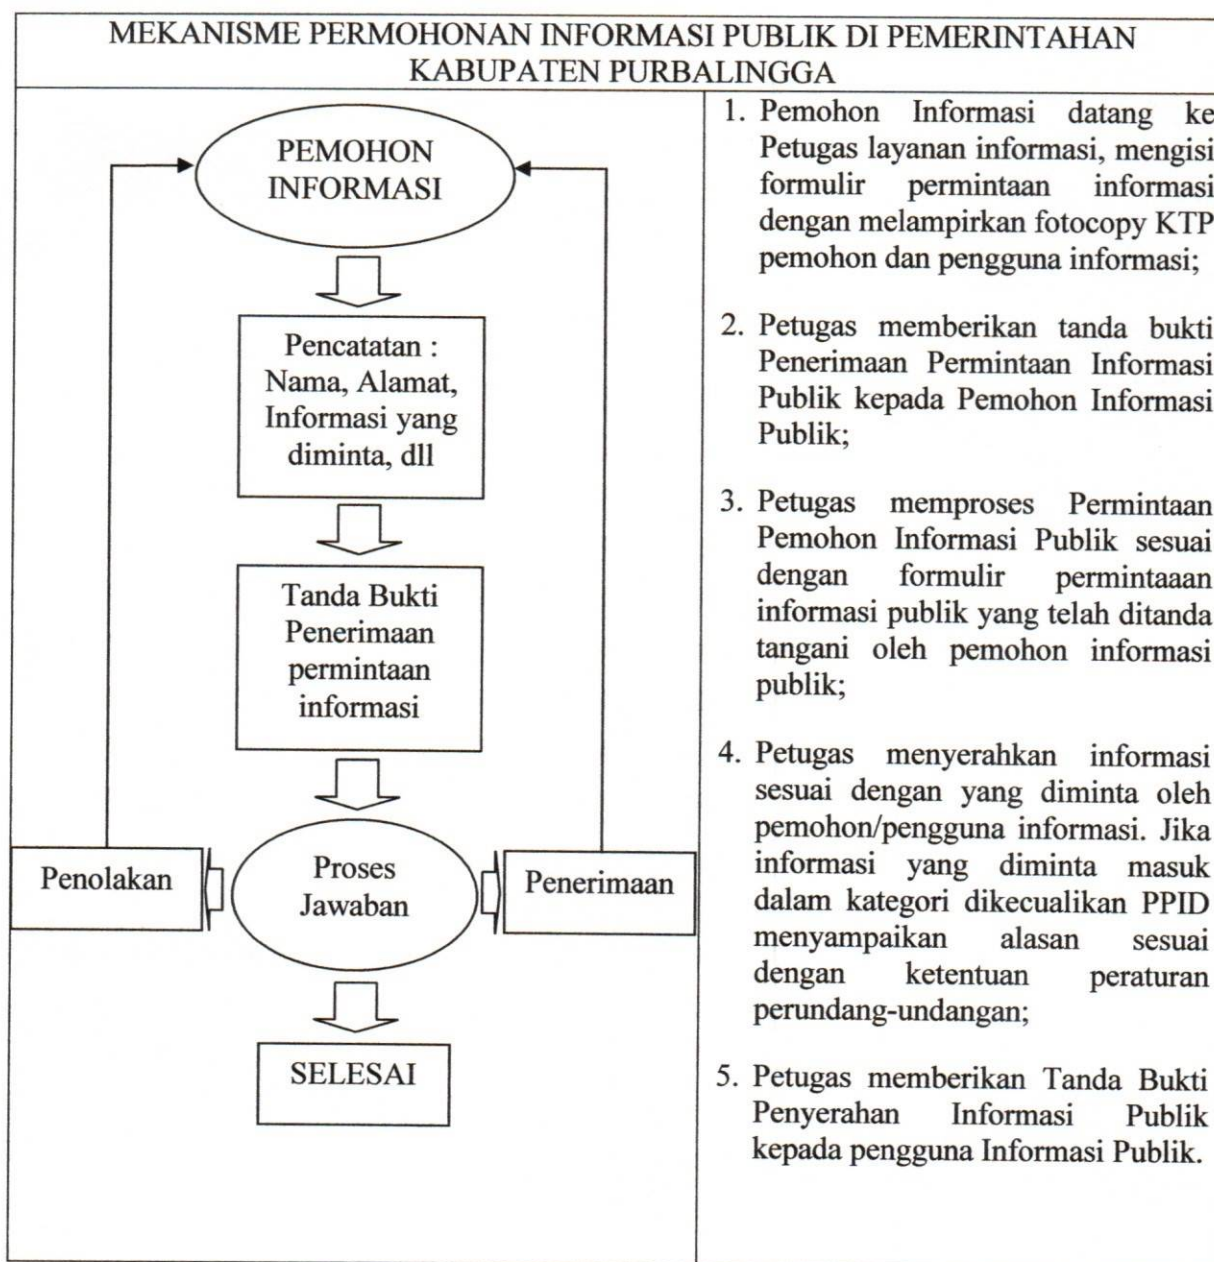 MEKANISME PERMOHONAN INFORMASI PUBLIK DI PEMERINTAHAN
KABUPATEN PURBALINGGA
PEMOHON
INFORMASI
Pencatatan :
Nama, Alamat,
Informasi yang
diminta, dll
Tanda Bukti
Penerimaan
permintaan
informasi
Penolakan
Proses
Jawaban
Penerimaan
SELESAI
1. Pemohon Informasi datang ke
Petugas layanan informasi, mengisi
formulir permintaan informasi
dengan melampirkan fotocopy KTP
pemohon dan pengguna informasi;
2. Petugas memberikan tanda bukti
Penerimaan Permintaan Informasi
Publik kepada Pemohon Informasi
Publik;
3. Petugas memproses Permintaan
Pemohon Informasi Publik sesuai
dengan formulir permintaaan
informasi publik yang telah ditanda
tangani oleh pemohon informasi
publik;
4. Petugas menyerahkan informasi
sesuai dengan yang diminta oleh
pemohon/pengguna informasi. Jika
informasi yang diminta masuk
dalam kategori dikecualikan PPID
menyampaikan alasan sesuai
dengan ketentuan peraturan
perundang-undangan;
5. Petugas memberikan Tanda Bukti
Penyerahan Informasi Publik
kepada pengguna Informasi Publik.